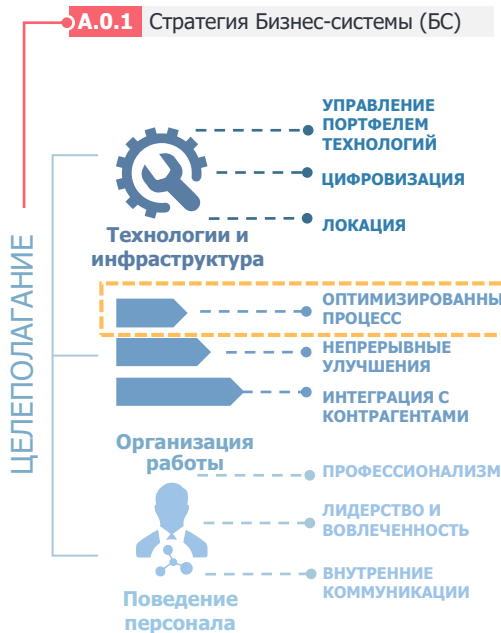 А.0.1 Стратегия Бизнес-системы (БС)
ЦЕЛЕПОЛАГАНИЕ
УПРАВЛЕНИЕ
ПОРТФЕЛЕМ
ТЕХНОЛОГИЙ
ЦИФРОВИЗАЦИЯ
ЛОКАЦИЯ
Технологии и
инфраструктура
ОПТИМИЗИРОВАННЫ
ПРОЦЕСС
НЕПРЕРЫВНЫЕ
УЛУЧШЕНИЯ
ИНТЕГРАЦИЯ С
КОНТРАГЕНТАМИ
Организация
работы
ПРОФЕССИОНАЛИЗМ
ЛИДЕРСТВО И
ВОВЛЕЧЕННОСТЬ
ВНУТРЕННИЕ
КОММУНИКАЦИИ
Поведение
персонала